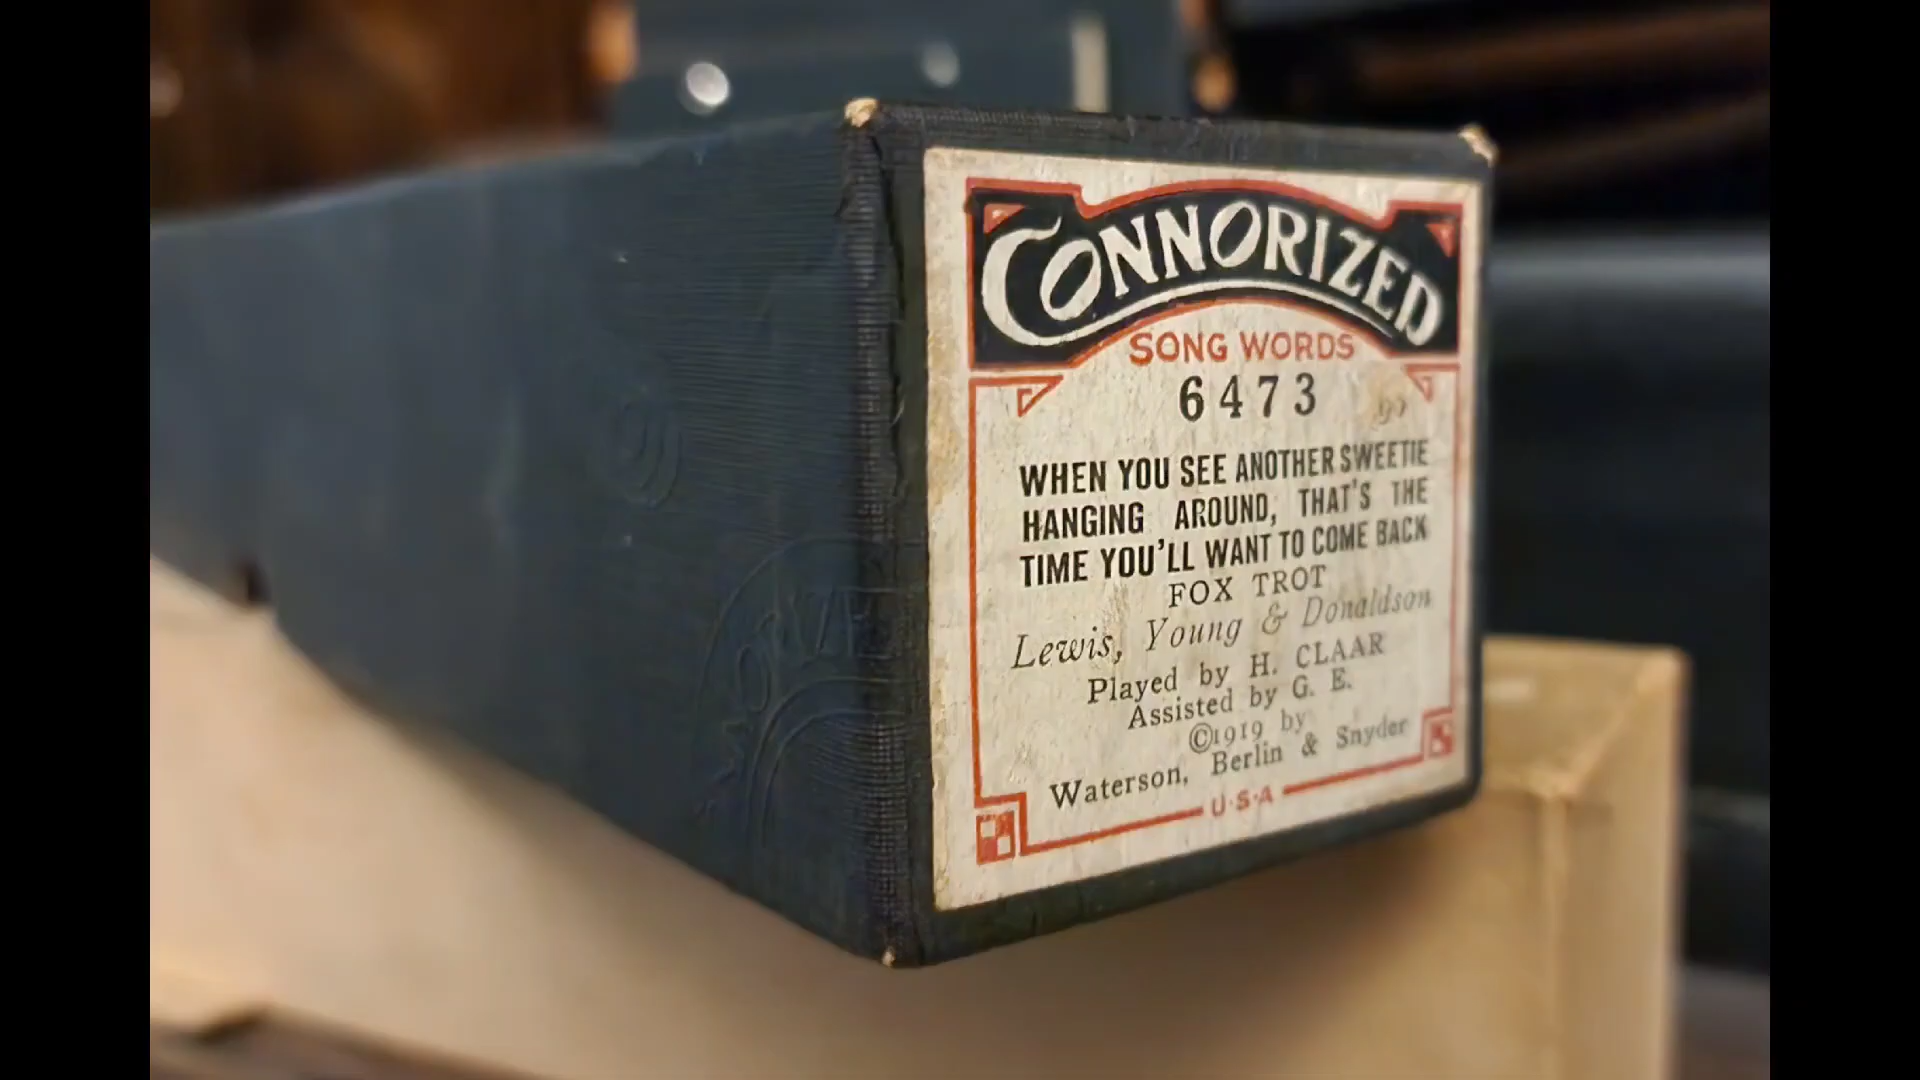 CONNORIZED
SONG WORDS
6473
WHEN YOU SEE ANOTHER SWEETIE
HANGING AROUND, THAT'S THE
TIME YOU'LL WANT TO COME BACK
FOX TROT
Lewis, Young & Donaldson
Played by H. CLAAR
Assisted by G. E.
©1919 by
Waterson, Berlin & Snyder
U·S·A